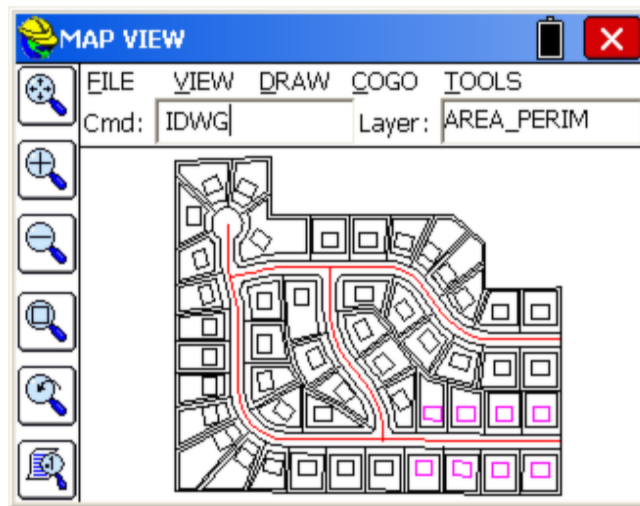 MAP VIEW
FILE VIEW DRAW COGO TOOLS
Cmd: IDWG Layer: AREA_PERIM